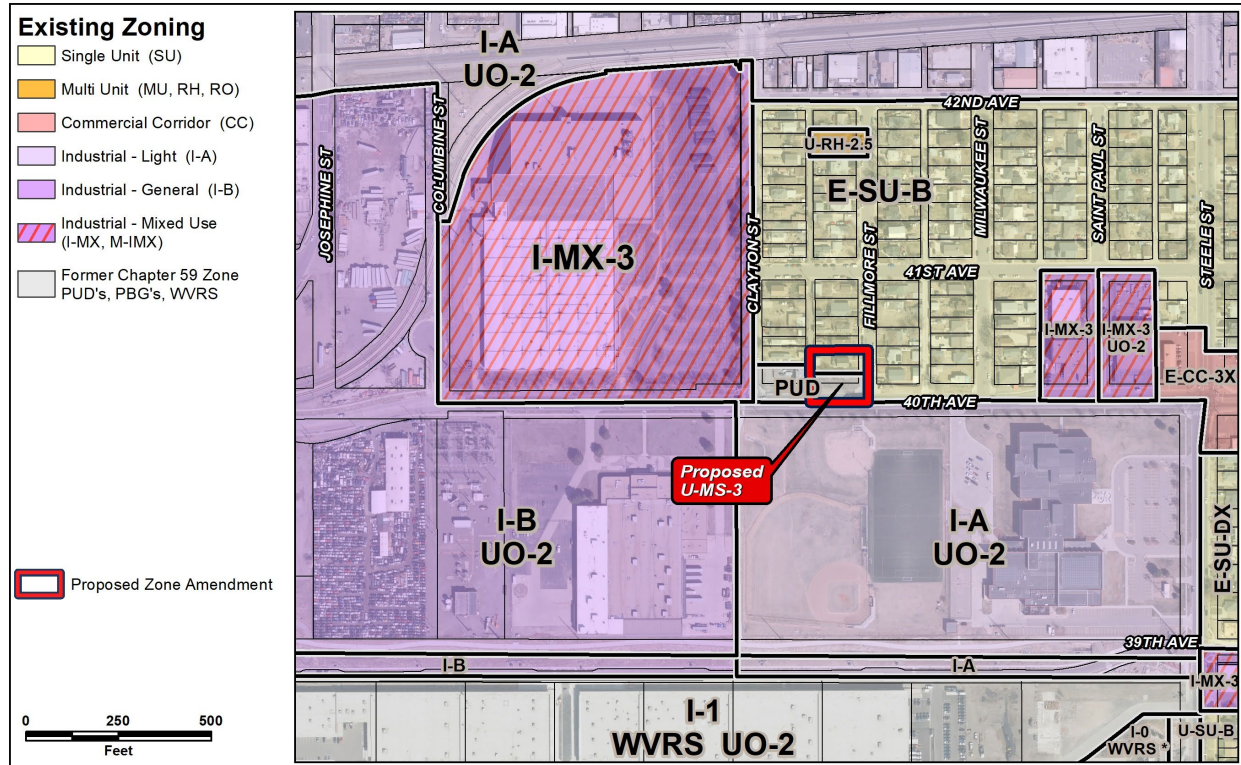 Existing Zoning
Single Unit (SU)
Multi Unit (MU, RH, RO)
Commercial Corridor (CC)
Industrial - Light (I-A)
Industrial - General (I-B)
Industrial - Mixed Use
(I-MX, M-IMX)
Former Chapter 59 Zone
PUD's, PBG's, WVRS
Proposed Zone Amendment
0 250 500
Feet
I-A
UO-2
42ND AVE
U-RH-2.5
E-SU-B
JOSEPHINE ST
COLUMBINE ST
CLAYTON ST
FILLMORE ST
MILWAUKEE ST
SAINT PAUL ST
STEELE ST
I-MX-3
41ST AVE
I-MX-3
I-MX-3
UO-2
E-CC-3X
PUD
40TH AVE
Proposed
U-MS-3
I-B
UO-2
I-A
UO-2
E-SU-DX
39TH AVE
I-B
I-A
I-MX-3
I-1
WVRS UO-2
I-0
WVRS *
U-SU-B